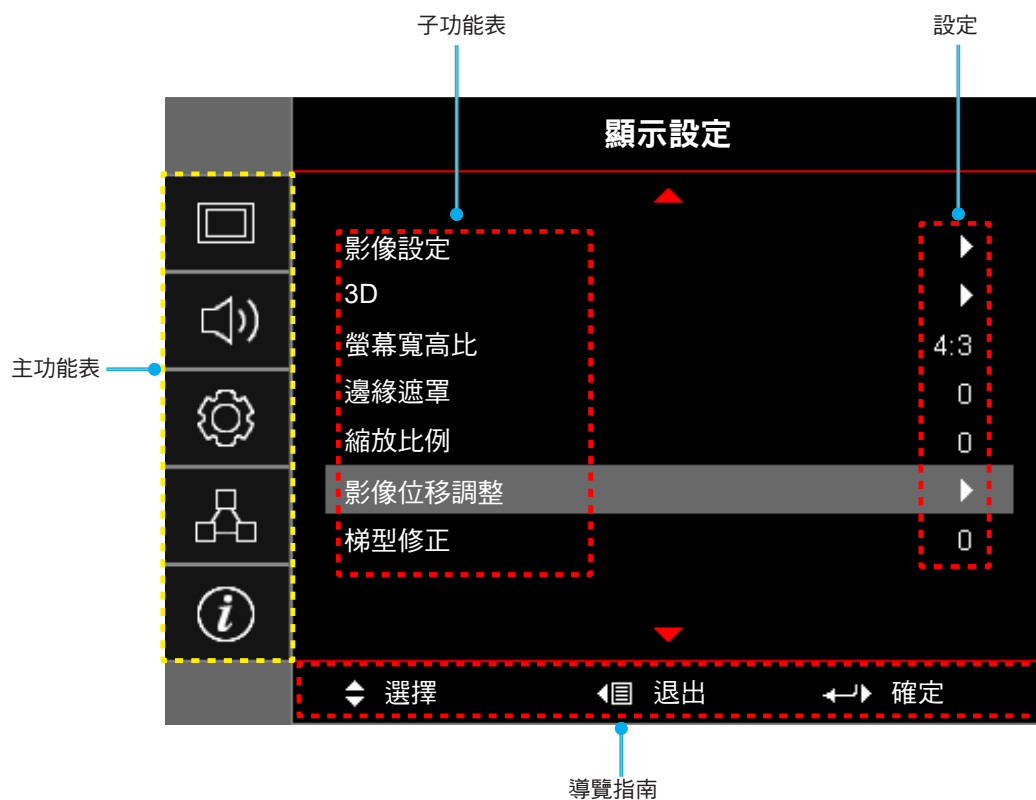 子功能表
設定
顯示設定
影像設定
3D
螢幕寬高比 4:3
邊緣遮罩 0
縮放比例 0
影像位移調整
梯型修正 0
主功能表
選擇 退出 確定
導覽指南